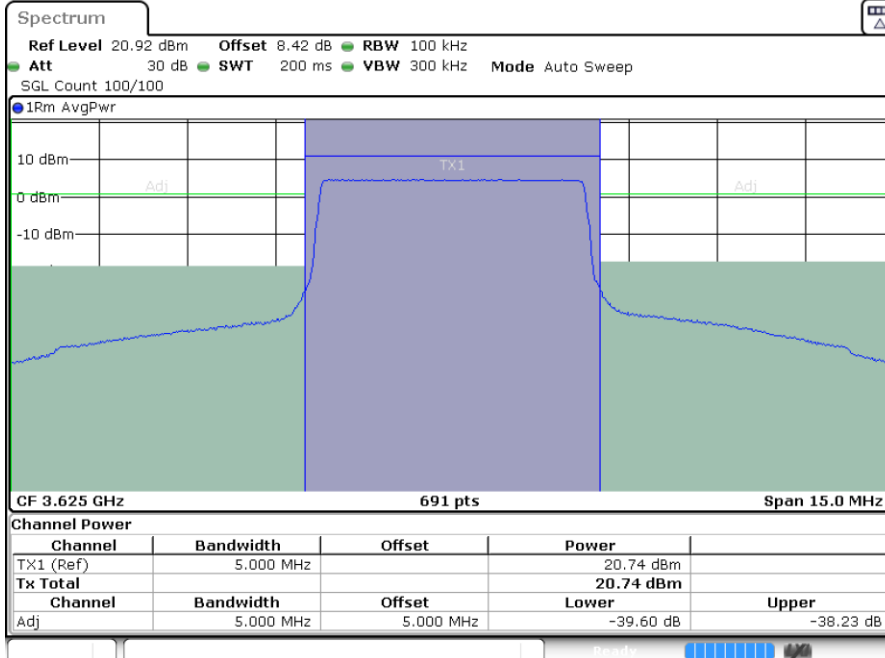 Spectrum
Ref Level 20.92 dBm Offset 8.42 dB RBW 100 kHz
Att 30 dB SWT 200 ms VBW 300 kHz Mode Auto Sweep
SGL Count 100/100
1Rm AvgPwr
10 dBm
TX1
Adj Adj
0 dBm
-10 dBm
CF 3.625 GHz 691 pts Span 15.0 MHz
Channel Power
Channel Bandwidth Offset Power
TX1 (Ref) 5.000 MHz 20.74 dBm
Tx Total 20.74 dBm
Channel Bandwidth Offset Lower Upper
Adj 5.000 MHz 5.000 MHz -39.60 dB -38.23 dB
Ready